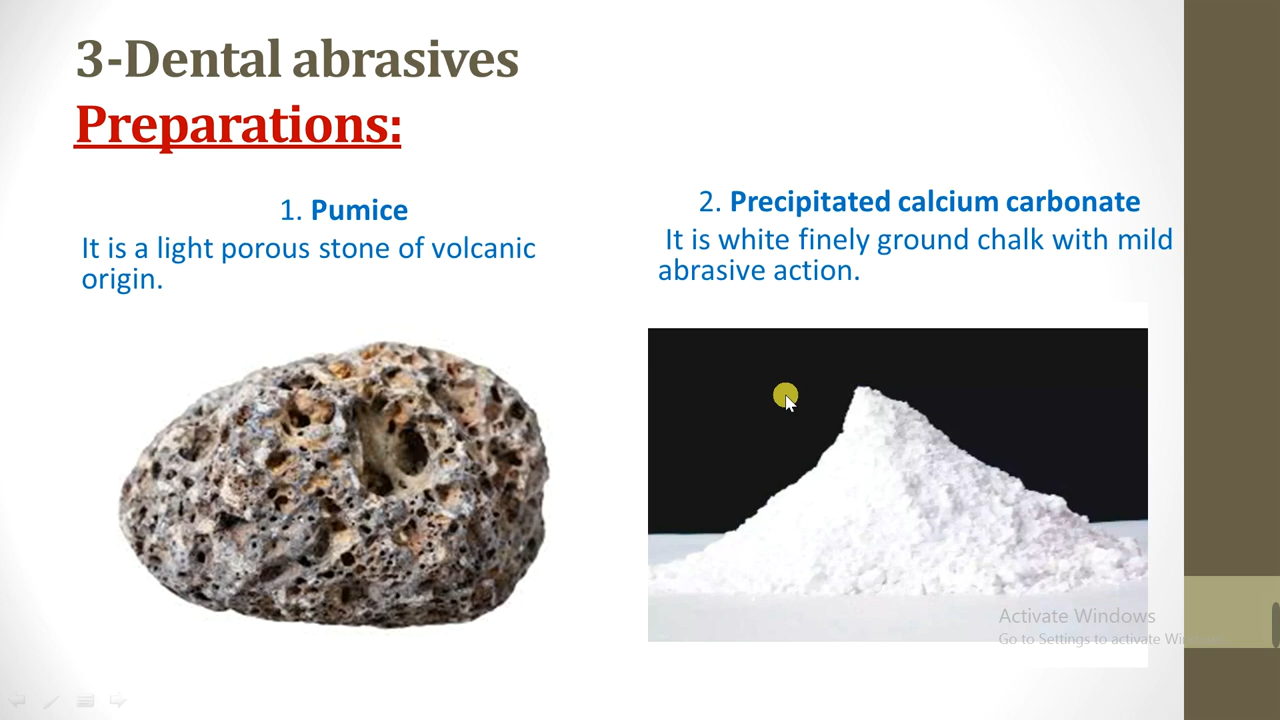 3-Dental abrasives
Preparations:
1. Pumice
It is a light porous stone of volcanic
origin.
2. Precipitated calcium carbonate
It is white finely ground chalk with mild
abrasive action.
Activate Windows
Go to Settings to activate Windows.